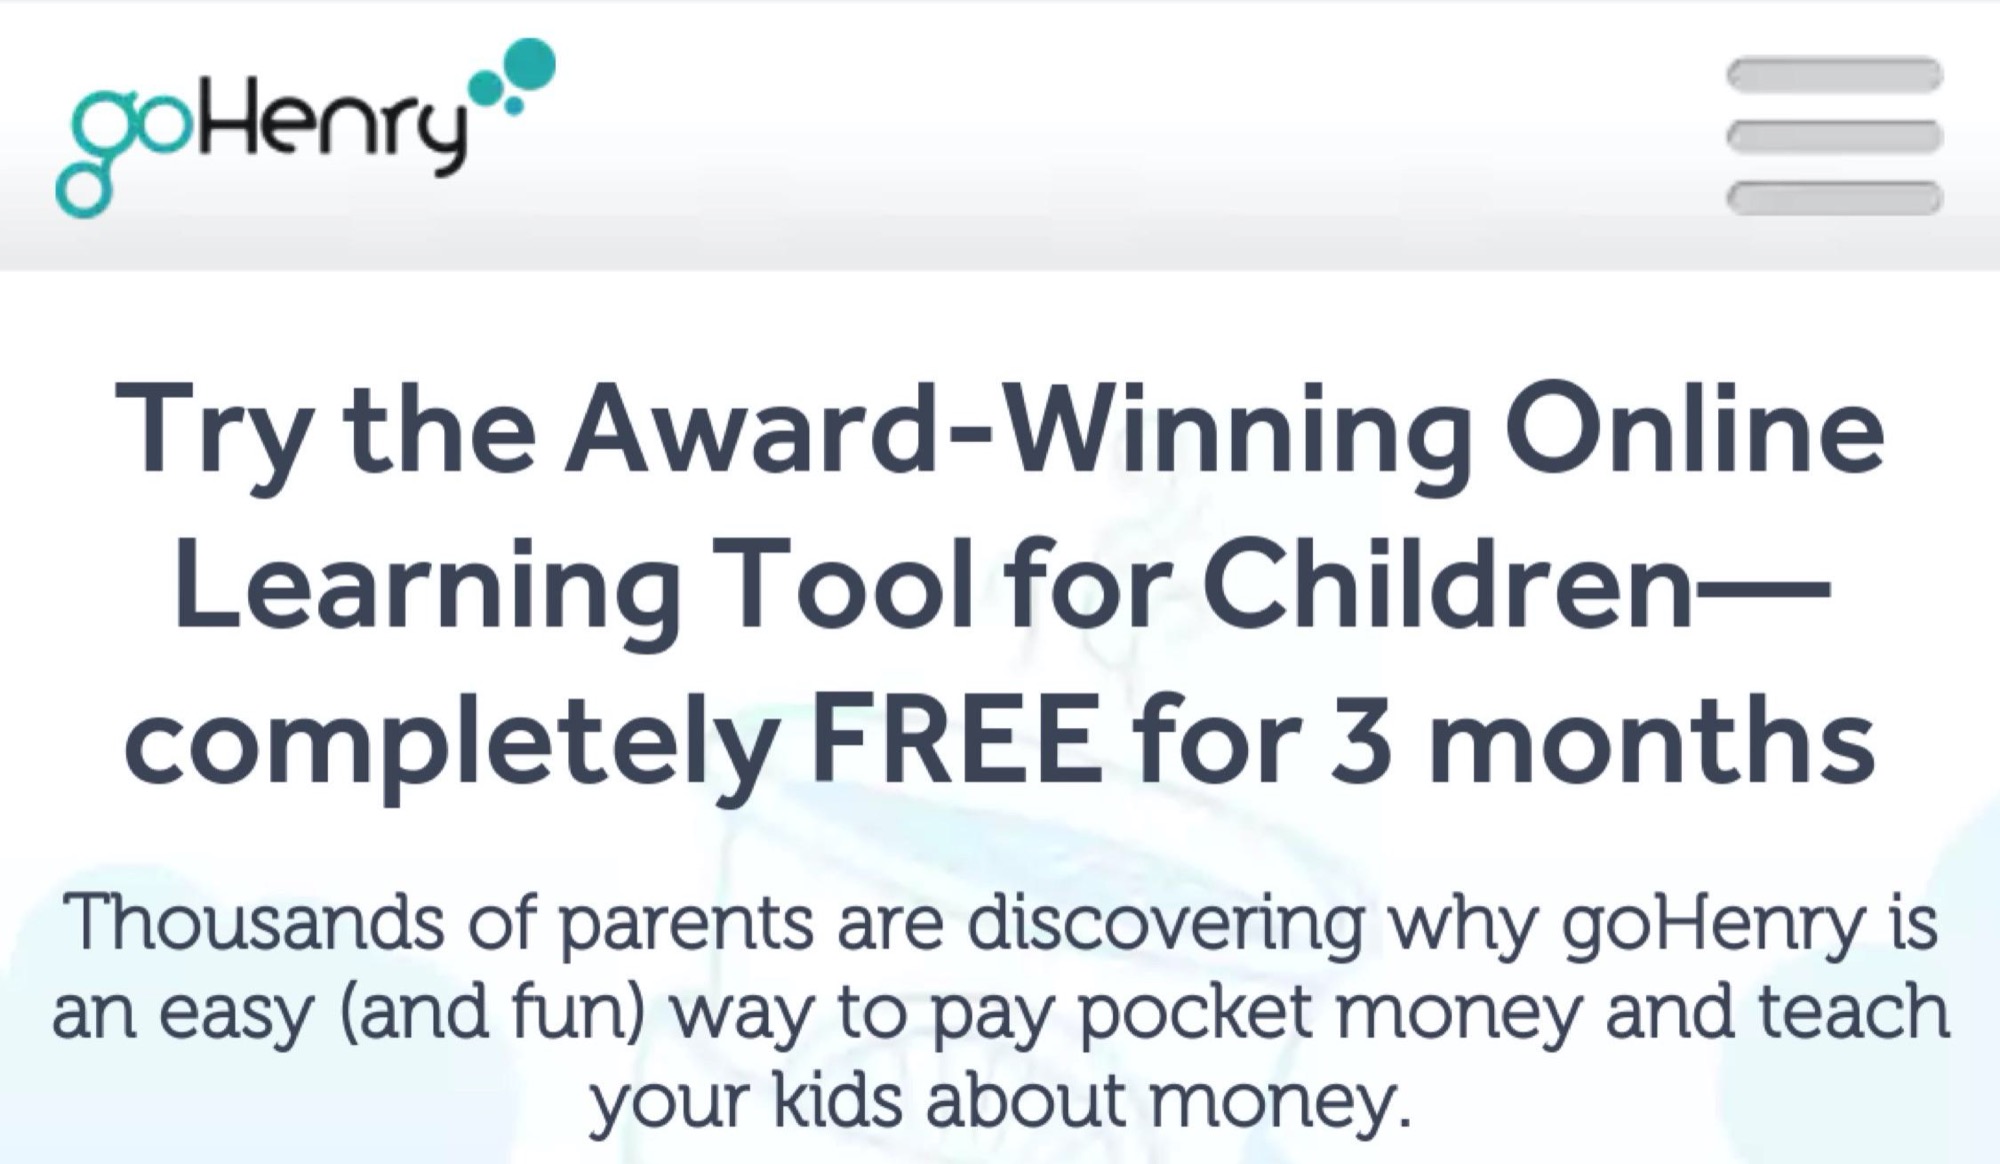 goHenry
Try the Award-Winning Online
Learning Tool for Children—
completely FREE for 3 months
Thousands of parents are discovering why goHenry is
an easy (and fun) way to pay pocket money and teach
your kids about money.